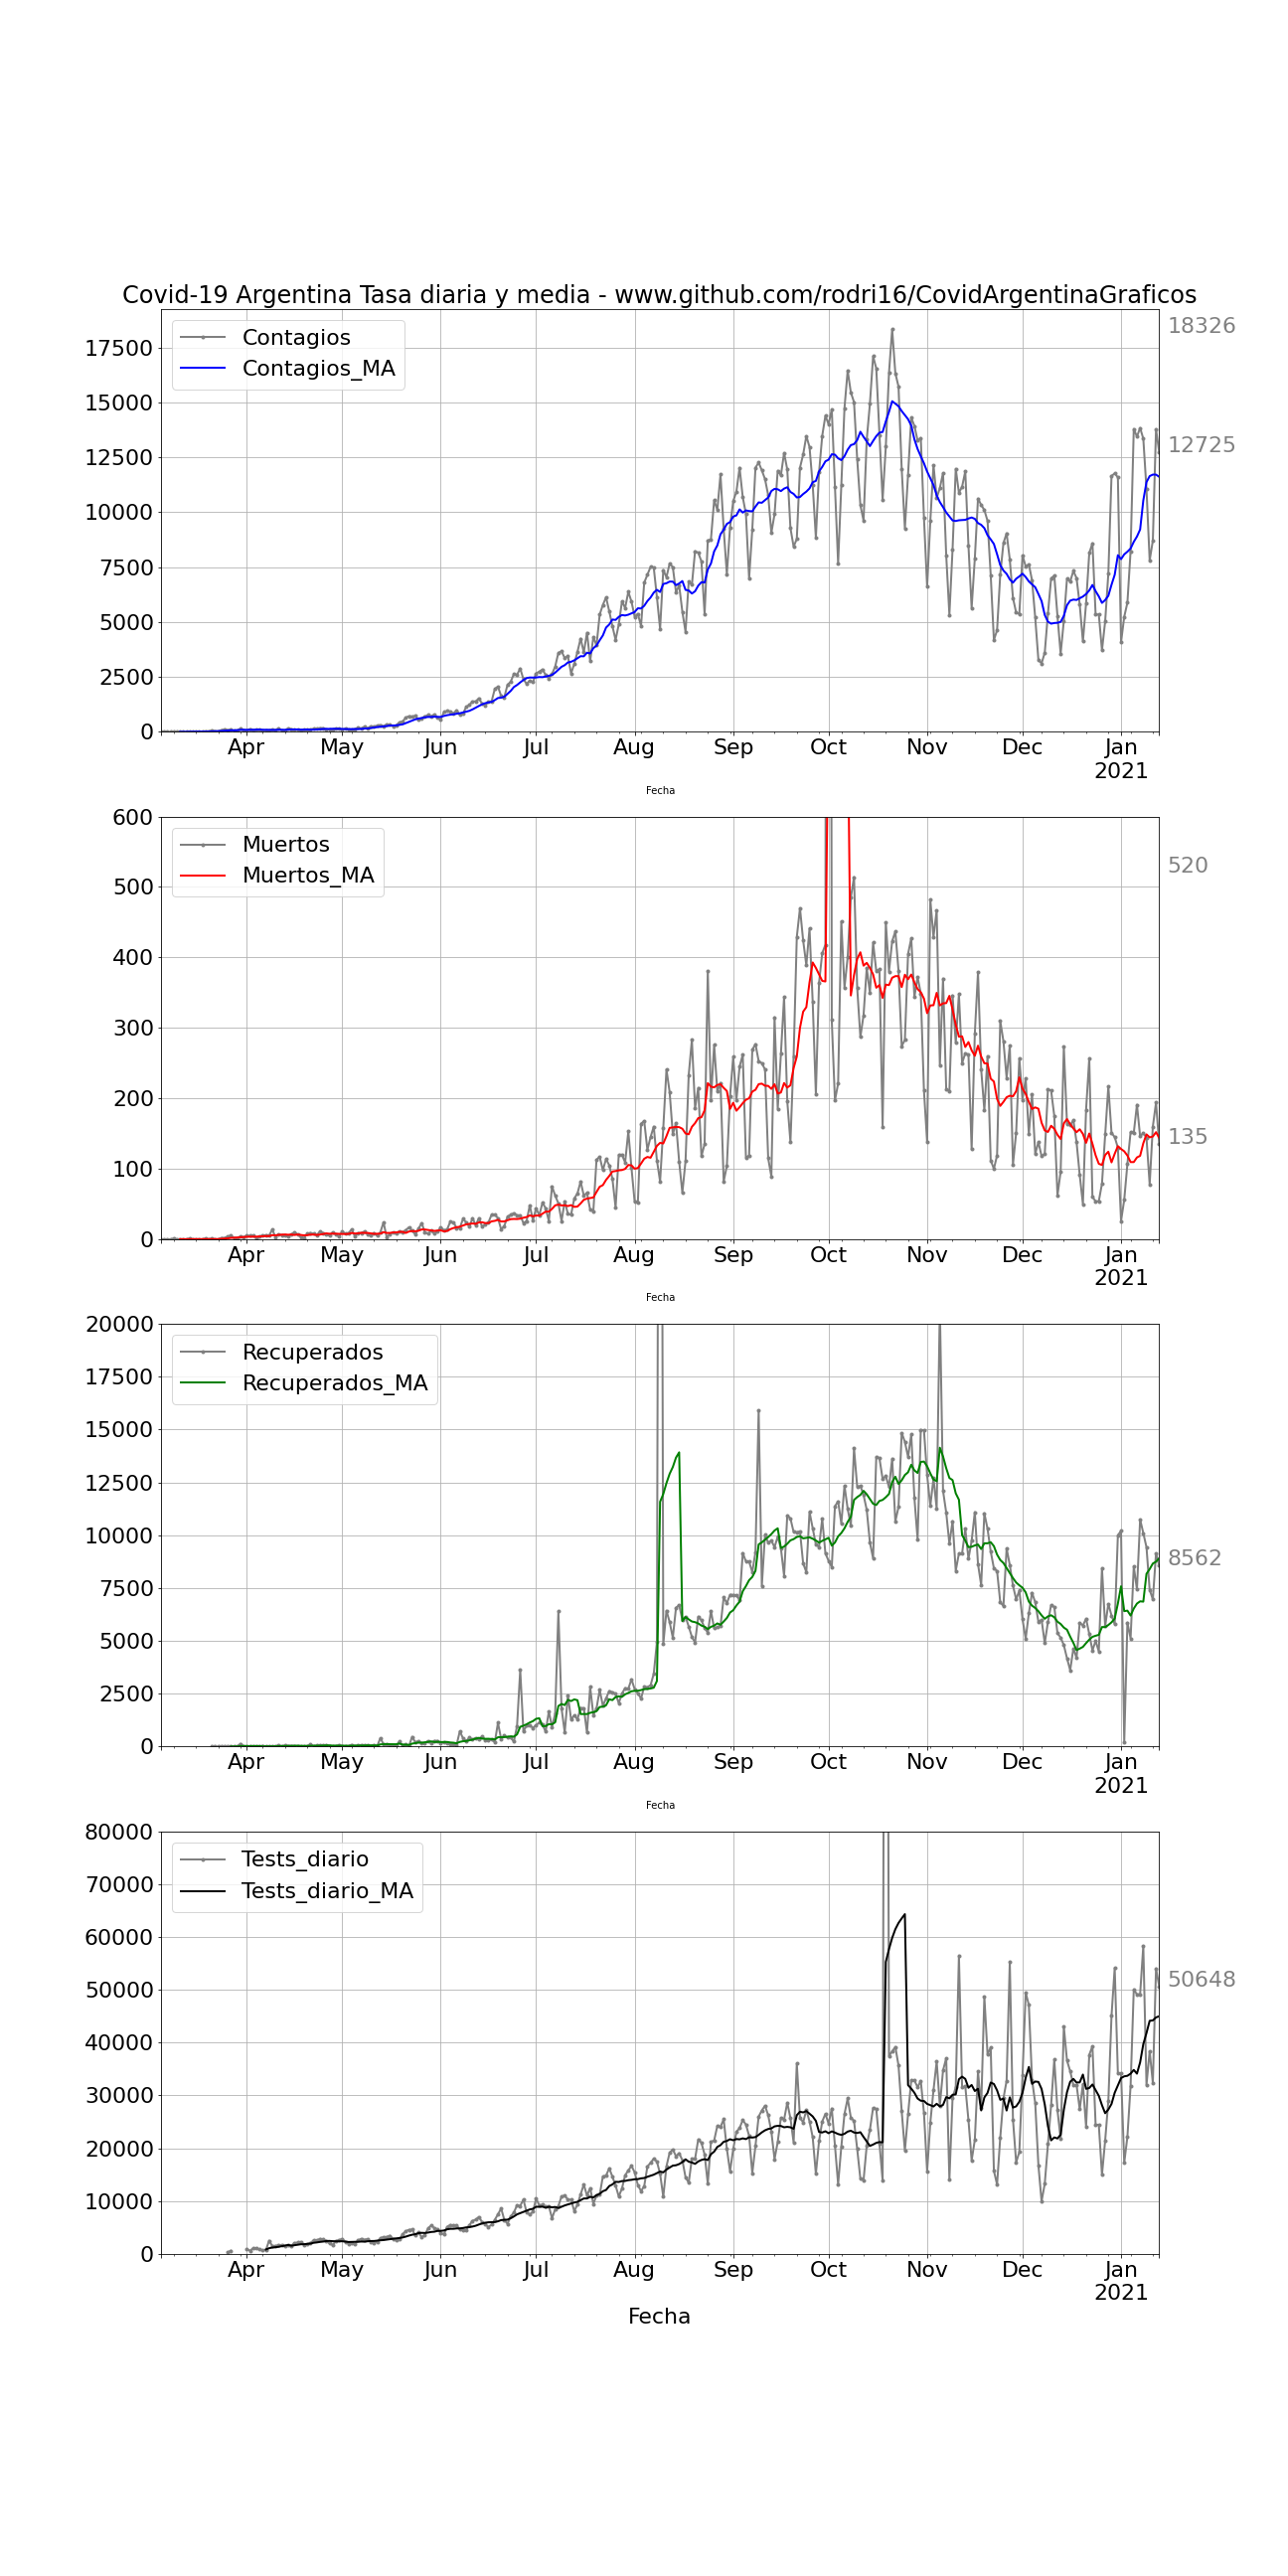 Covid-19 Argentina Tasa diaria y media - www.github.com/rodri16/CovidArgentinaGraficos
Contagios
Contagios_MA
18326
12725
17500
15000
12500
10000
7500
5000
2500
0
Apr May Jun Jul Aug Sep Oct Nov Dec Jan
2021
Fecha
Muertos
Muertos_MA
520
135
600
500
400
300
200
100
0
Apr May Jun Jul Aug Sep Oct Nov Dec Jan
2021
Fecha
Recuperados
Recuperados_MA
8562
20000
17500
15000
12500
10000
7500
5000
2500
0
Apr May Jun Jul Aug Sep Oct Nov Dec Jan
2021
Fecha
Tests_diario
Tests_diario_MA
50648
80000
70000
60000
50000
40000
30000
20000
10000
0
Apr May Jun Jul Aug Sep Oct Nov Dec Jan
2021
Fecha